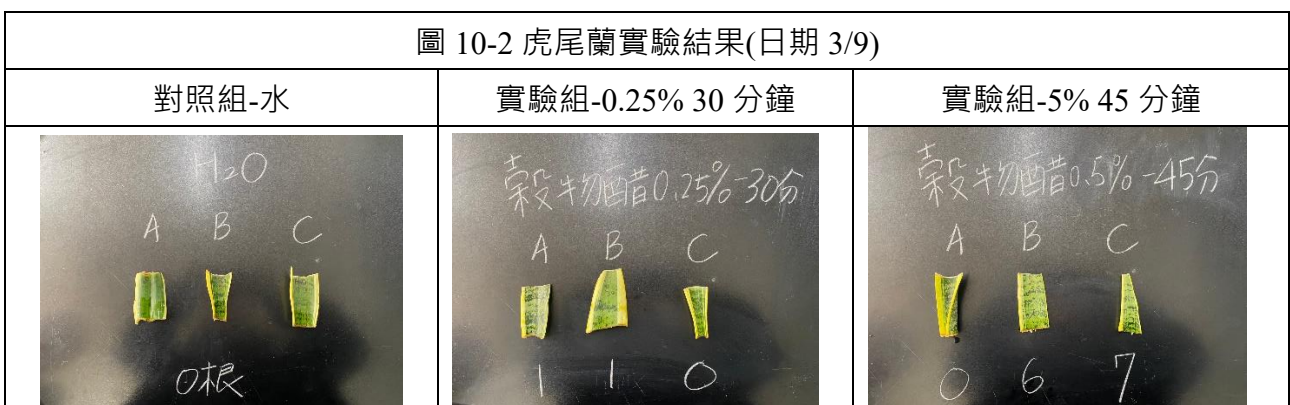 圖 10-2 虎尾蘭實驗結果(日期 3/9)
對照組-水
實驗組-0.25% 30 分鐘
實驗組-5% 45 分鐘
H2O
A B C
0根
穀物醋0.25%-30分
A B C
1 1 0
穀物醋0.5%-45分
A B C
0 6 7